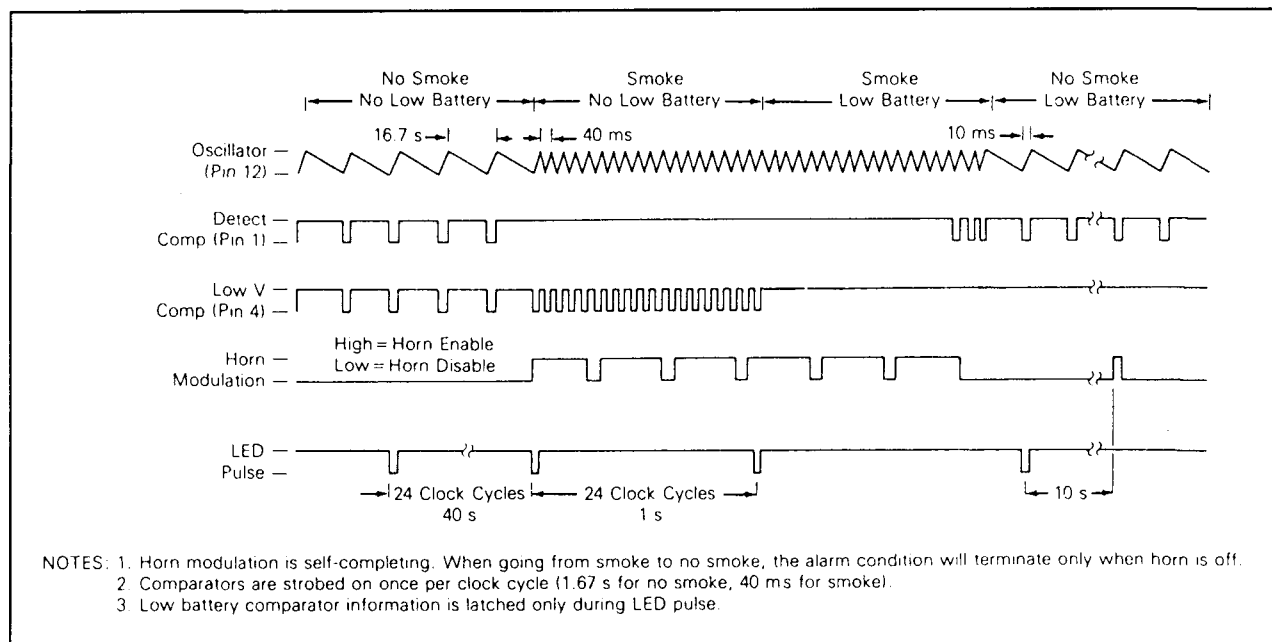 No Smoke
No Low Battery
Smoke
No Low Battery
Smoke
Low Battery
No Smoke
Low Battery
16.7 s
40 ms
10 ms
Oscillator
(Pin 12)
Detect
Comp (Pin 1)
Low V
Comp (Pin 4)
High = Horn Enable
Low = Horn Disable
Horn
Modulation
LED
Pulse
24 Clock Cycles
40 s
24 Clock Cycles
1 s
10 s
NOTES: 1. Horn modulation is self-completing. When going from smoke to no smoke, the alarm condition will terminate only when horn is off.
2. Comparators are strobed on once per clock cycle (1.67 s for no smoke, 40 ms for smoke).
3. Low battery comparator information is latched only during LED pulse.